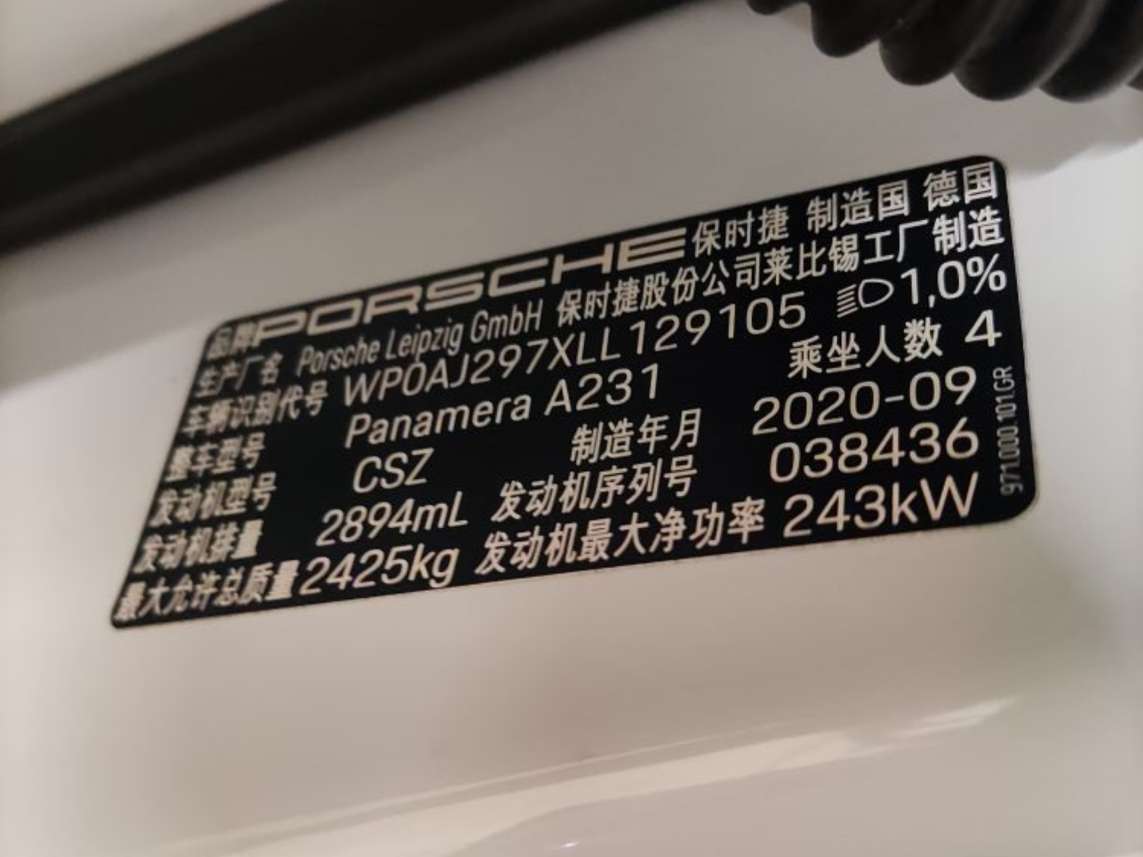 品牌 PORSCHE 保时捷 制造国 德国
生产厂名 Porsche Leipzig GmbH 保时捷股份公司莱比锡工厂制造
车辆识别代号 WP0AJ297XLL129105 1,0%
整车型号 Panamera A231 乘坐人数 4
发动机型号 CSZ 制造年月 2020-09
发动机排量 2894mL 发动机序列号 038436
最大允许总质量 2425kg 发动机最大净功率 243kW
971.000.101.GR